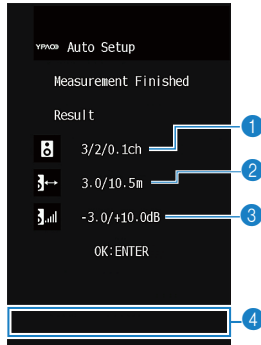 YPAO Auto Setup
Measurement Finished
Result
3/2/0.1ch
1
3.0/10.5m
2
-3.0/+10.0dB
3
OK:ENTER
4